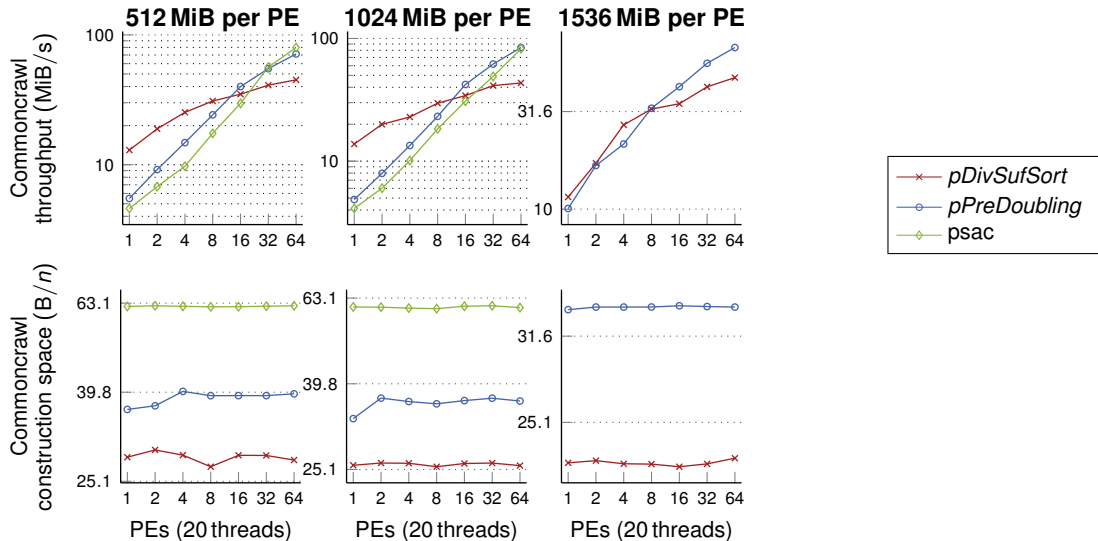 512 MiB per PE
1024 MiB per PE
1536 MiB per PE
Commoncrawl
throughput (MiB/s)
100
10
1 2 4 8 16 32 64
100
10
1 2 4 8 16 32 64
31.6
10
1 2 4 8 16 32 64
pDivSufSort
pPreDoubling
psac
Commoncrawl
construction space (B/n)
63.1
39.8
25.1
1 2 4 8 16 32 64
63.1
39.8
25.1
1 2 4 8 16 32 64
31.6
25.1
1 2 4 8 16 32 64
PEs (20 threads)
PEs (20 threads)
PEs (20 threads)